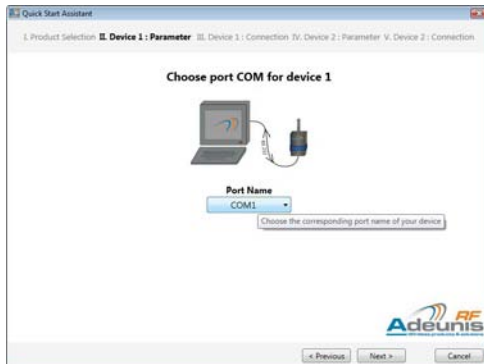 Quick Start Assistant
I. Product Selection II. Device 1 : Parameter III. Device 1 : Connection IV. Device 2 : Parameter V. Device 2 : Connection
Choose port COM for device 1
Port Name
COM1
Choose the corresponding port name of your device
Adeunis RF
< Previous Next > Cancel